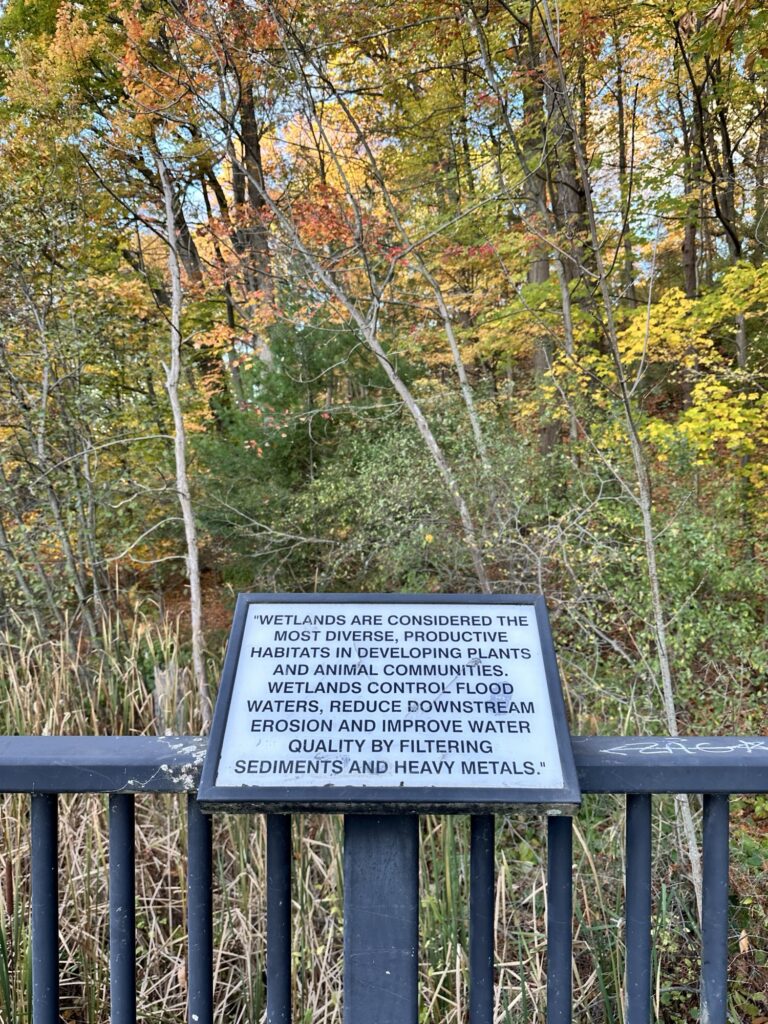 "WETLANDS ARE CONSIDERED THE
MOST DIVERSE, PRODUCTIVE
HABITATS IN DEVELOPING PLANTS
AND ANIMAL COMMUNITIES.
WETLANDS CONTROL FLOOD
WATERS, REDUCE DOWNSTREAM
EROSION AND IMPROVE WATER
QUALITY BY FILTERING
SEDIMENTS AND HEAVY METALS."